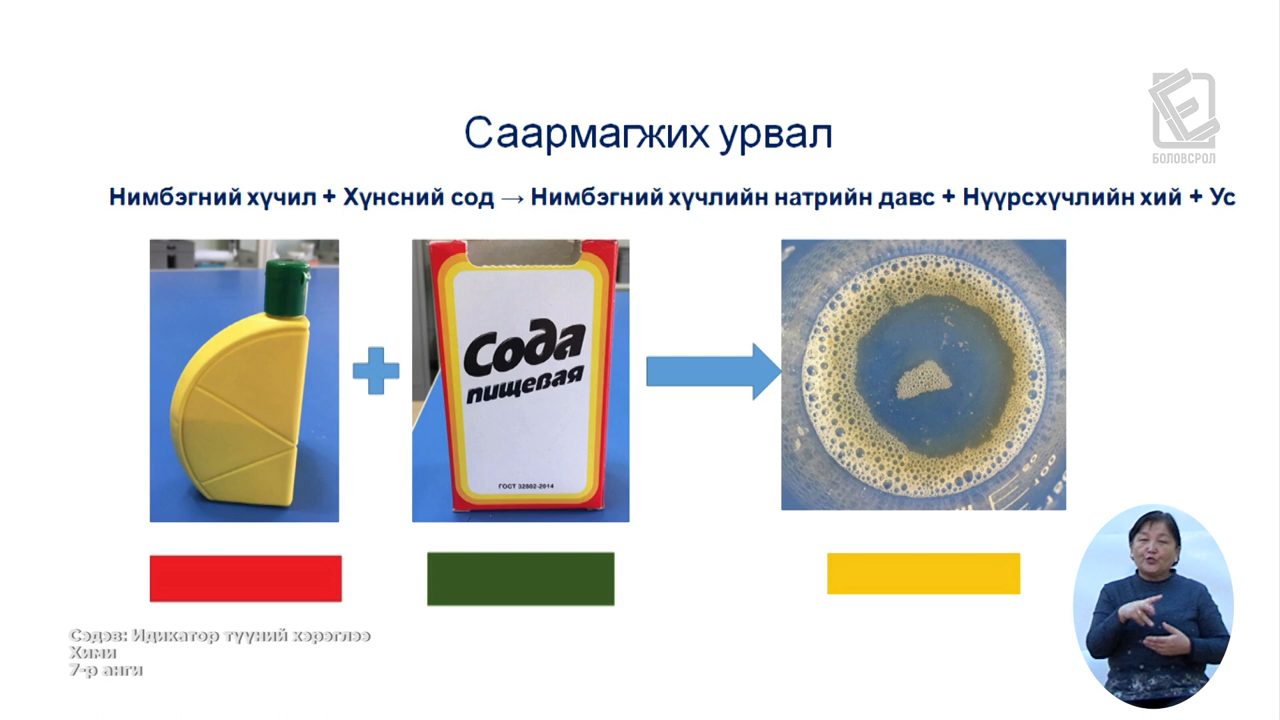 БОЛОВСРОЛ
Саармагжих урвал
Нимбэгний хүчил + Хүнсний сод → Нимбэгний хүчлийн натрийн давс + Нүүрсхүчлийн хий + Ус
Сода
пищевая
ГОСТ 32802-2014
Сэдэв: Идикатор түүний хэрэглээ
Хими
7-р анги